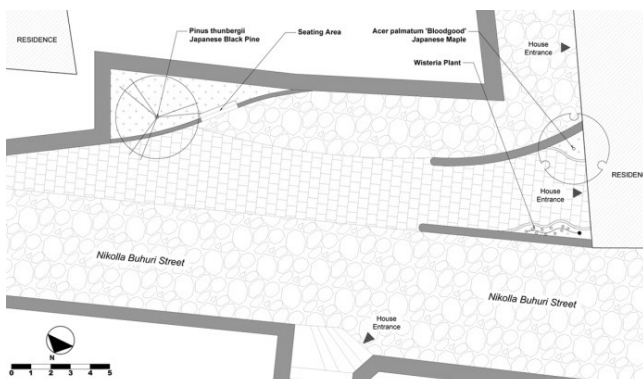 RESIDENCE
Pinus thunbergii
Japanese Black Pine
Seating Area
Acer palmatum 'Bloodgood'
Japanese Maple
Wisteria Plant
House
Entrance
RESIDEN
House
Entrance
Nikolla Buhuri Street
Nikolla Buhuri Street
House
Entrance
N
0 1 2 3 4 5